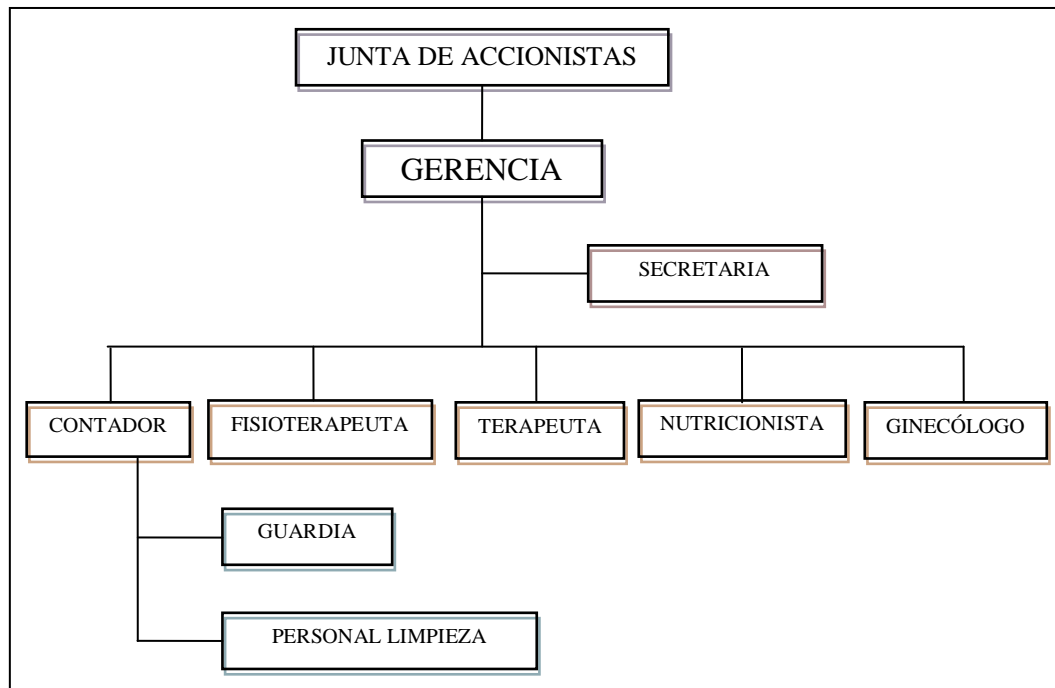 JUNTA DE ACCIONISTAS
GERENCIA
SECRETARIA
CONTADOR
FISIOTERAPEUTA
TERAPEUTA
NUTRICIONISTA
GINECÓLOGO
GUARDIA
PERSONAL LIMPIEZA